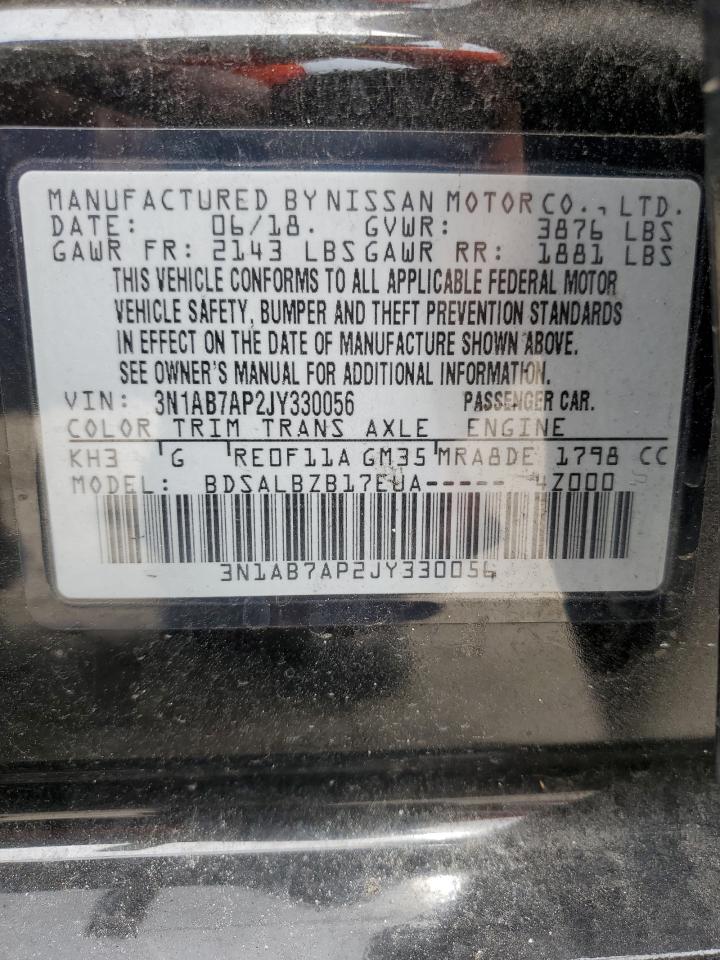 MANUFACTURED BY NISSAN MOTOR CO., LTD.
DATE: 06/18. GVWR: 3876 LBS
GAWR FR: 2143 LBS GAWR RR: 1881 LBS
THIS VEHICLE CONFORMS TO ALL APPLICABLE FEDERAL MOTOR
VEHICLE SAFETY, BUMPER AND THEFT PREVENTION STANDARDS
IN EFFECT ON THE DATE OF MANUFACTURE SHOWN ABOVE.
SEE OWNER'S MANUAL FOR ADDITIONAL INFORMATION.
VIN: 3N1AB7AP2JY330056 PASSENGER CAR.
COLOR TRIM TRANS AXLE ENGINE
KH3 G RE0F11A GM35 MRA8DE 1798 CC
MODEL: BDSALBZB17EUA----- 4Z000
3N1AB7AP2JY330056